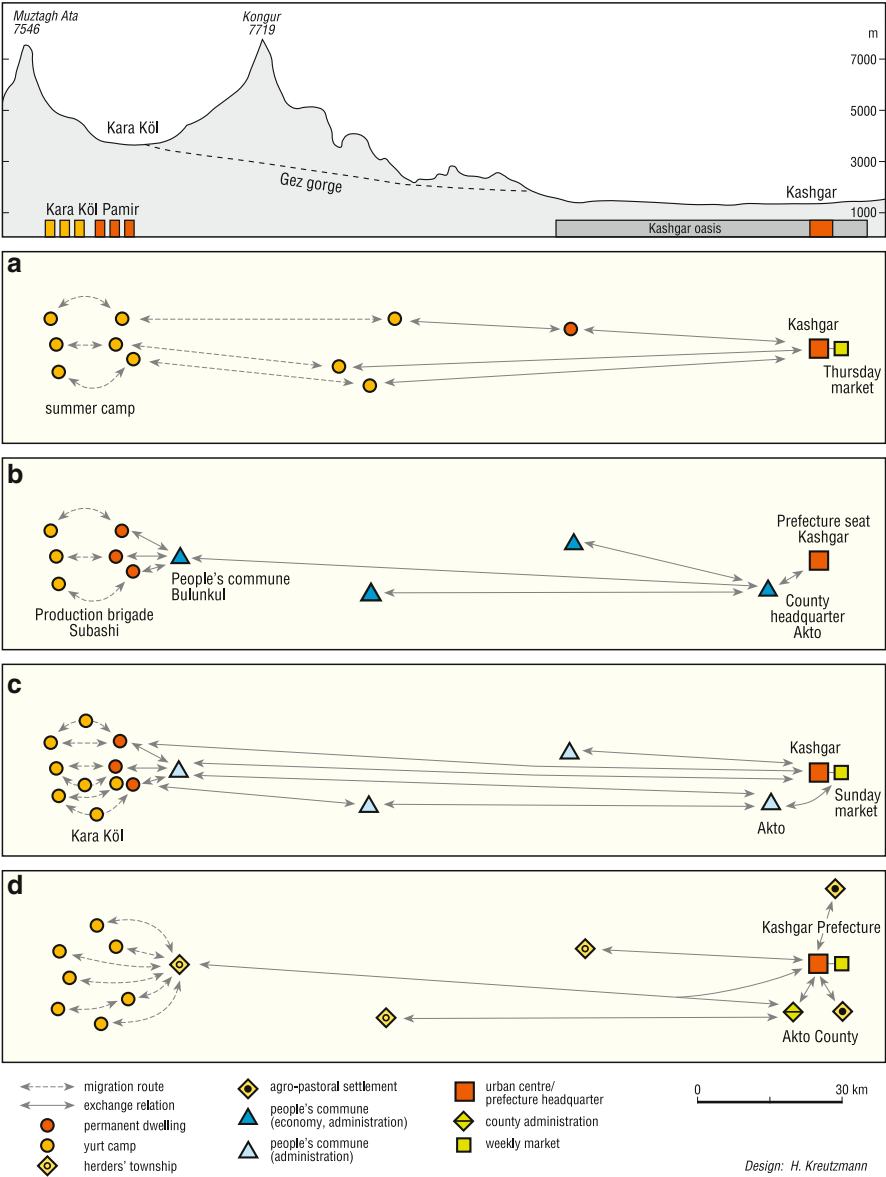 Muztagh Ata
7546
Kongur
7719
m
7000
5000
3000
1000
Kara Köl
Gez gorge
Kashgar
Kara Köl Pamir
Kashgar oasis
a
Kashgar
Thursday
market
summer camp
b
Prefecture seat
Kashgar
People's commune
Bulunkul
Production brigade
Subashi
County
headquarter
Akto
c
Kashgar
Sunday
market
Kara Köl
Akto
d
Kashgar Prefecture
Akto County
migration route
exchange relation
permanent dwelling
yurt camp
herders' township
agro-pastoral settlement
people's commune
(economy, administration)
people's commune
(administration)
urban centre/
prefecture headquarter
county administration
weekly market
0 30 km
Design: H. Kreutzmann